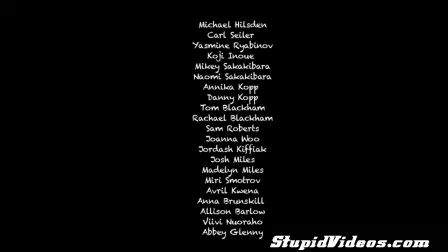 Michael Hilsden
Carl Seiler
Yasmine Ryabinov
Koji Inoue
Mikey Sakakibara
Naomi Sakakibara
Annika Kopp
Danny Kopp
Tom Blackham
Rachael Blackham
Sam Roberts
Joanna Woo
Jordash Kiffiak
Josh Miles
Madelyn Miles
Miri Smotrov
Avril Kwena
Anna Brunskill
Allison Barlow
Viivi Nuoraho
Abbey Glenny
StupidVideos.com